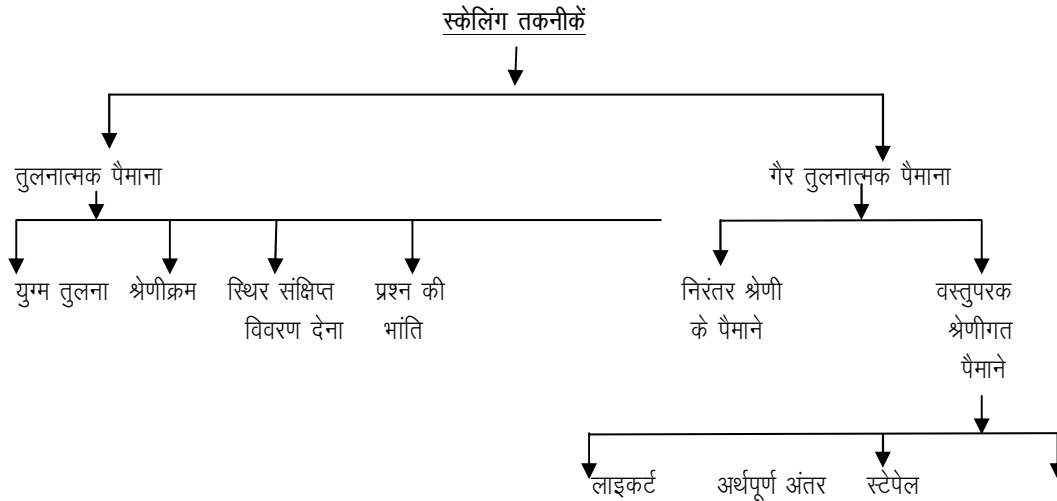 स्केलिंग तकनीकें
तुलनात्मक पैमाना गैर तुलनात्मक पैमाना
युग्म तुलना श्रेणीक्रम स्थिर संक्षिप्त प्रश्न की निरंतर श्रेणी वस्तुपरक
विवरण देना भांति के पैमाने श्रेणीगत
पैमाने
लाइकर्ट अर्थपूर्ण अंतर स्टेपेल